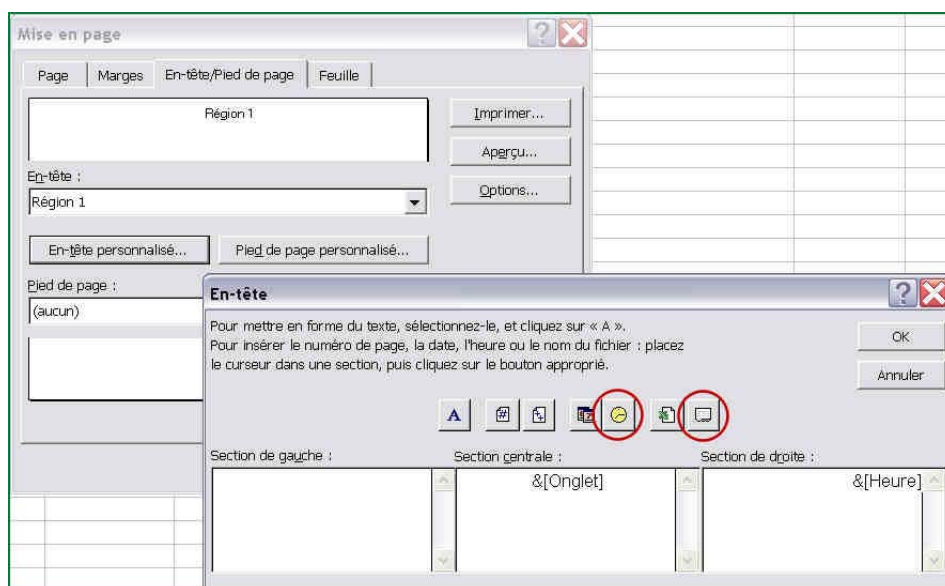 Mise en page
Page Marges En-tête/Pied de page Feuille
Région 1
Imprimer...
Aperçu...
Options...
En-tête :
Région 1
En-tête personnalisé... Pied de page personnalisé...
Pied de page :
(aucun)
En-tête
Pour mettre en forme du texte, sélectionnez-le, et cliquez sur « A ».
Pour insérer le numéro de page, la date, l'heure ou le nom du fichier : placez
le curseur dans une section, puis cliquez sur le bouton approprié.
OK
Annuler
A
Section de gauche : Section centrale : Section de droite :
&[Onglet] &[Heure]